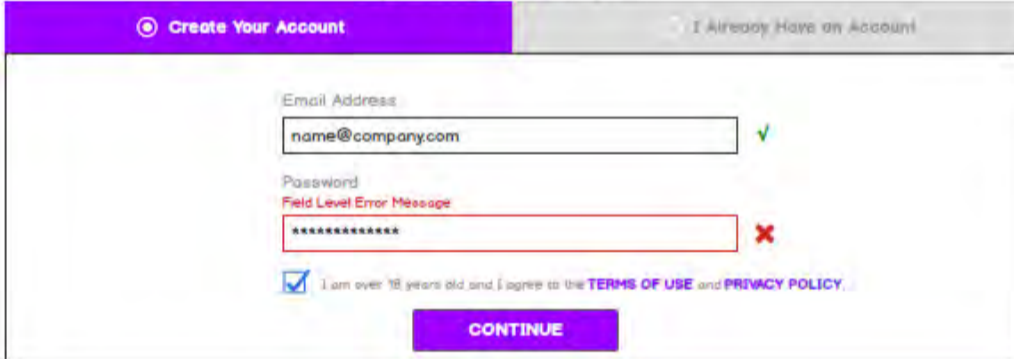 Create Your Account
I Already Have an Account
Email Address
name@company.com
√
Password
Field Level Error Message
*************
I am over 18 years old and I agree to the TERMS OF USE and PRIVACY POLICY.
CONTINUE